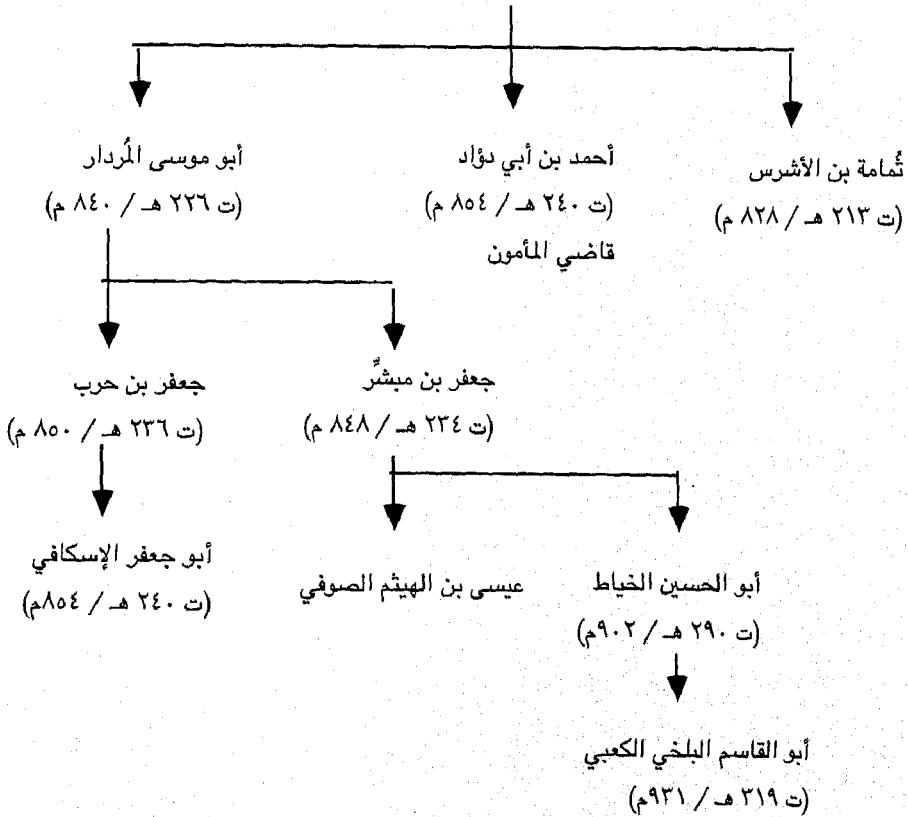 ثُمامة بن الأشرس
(ت ٢١٣ هـ / ٨٢٨ م)
أحمد بن أبي دؤاد
(ت ٢٤٠ هـ / ٨٥٤ م)
قاضي المأمون
أبو موسى المُردار
(ت ٢٢٦ هـ / ٨٤٠ م)
جعفر بن مبشِّر
(ت ٢٣٤ هـ / ٨٤٨ م)
جعفر بن حرب
(ت ٢٣٦ هـ / ٨٥٠ م)
أبو الحسين الخياط
(ت ٢٩٠ هـ / ٩٠٢م)
عيسى بن الهيثم الصوفي
أبو جعفر الإسكافي
(ت ٢٤٠ هـ / ٨٥٤م)
أبو القاسم البلخي الكعبي
(ت ٣١٩ هـ / ٩٣١م)